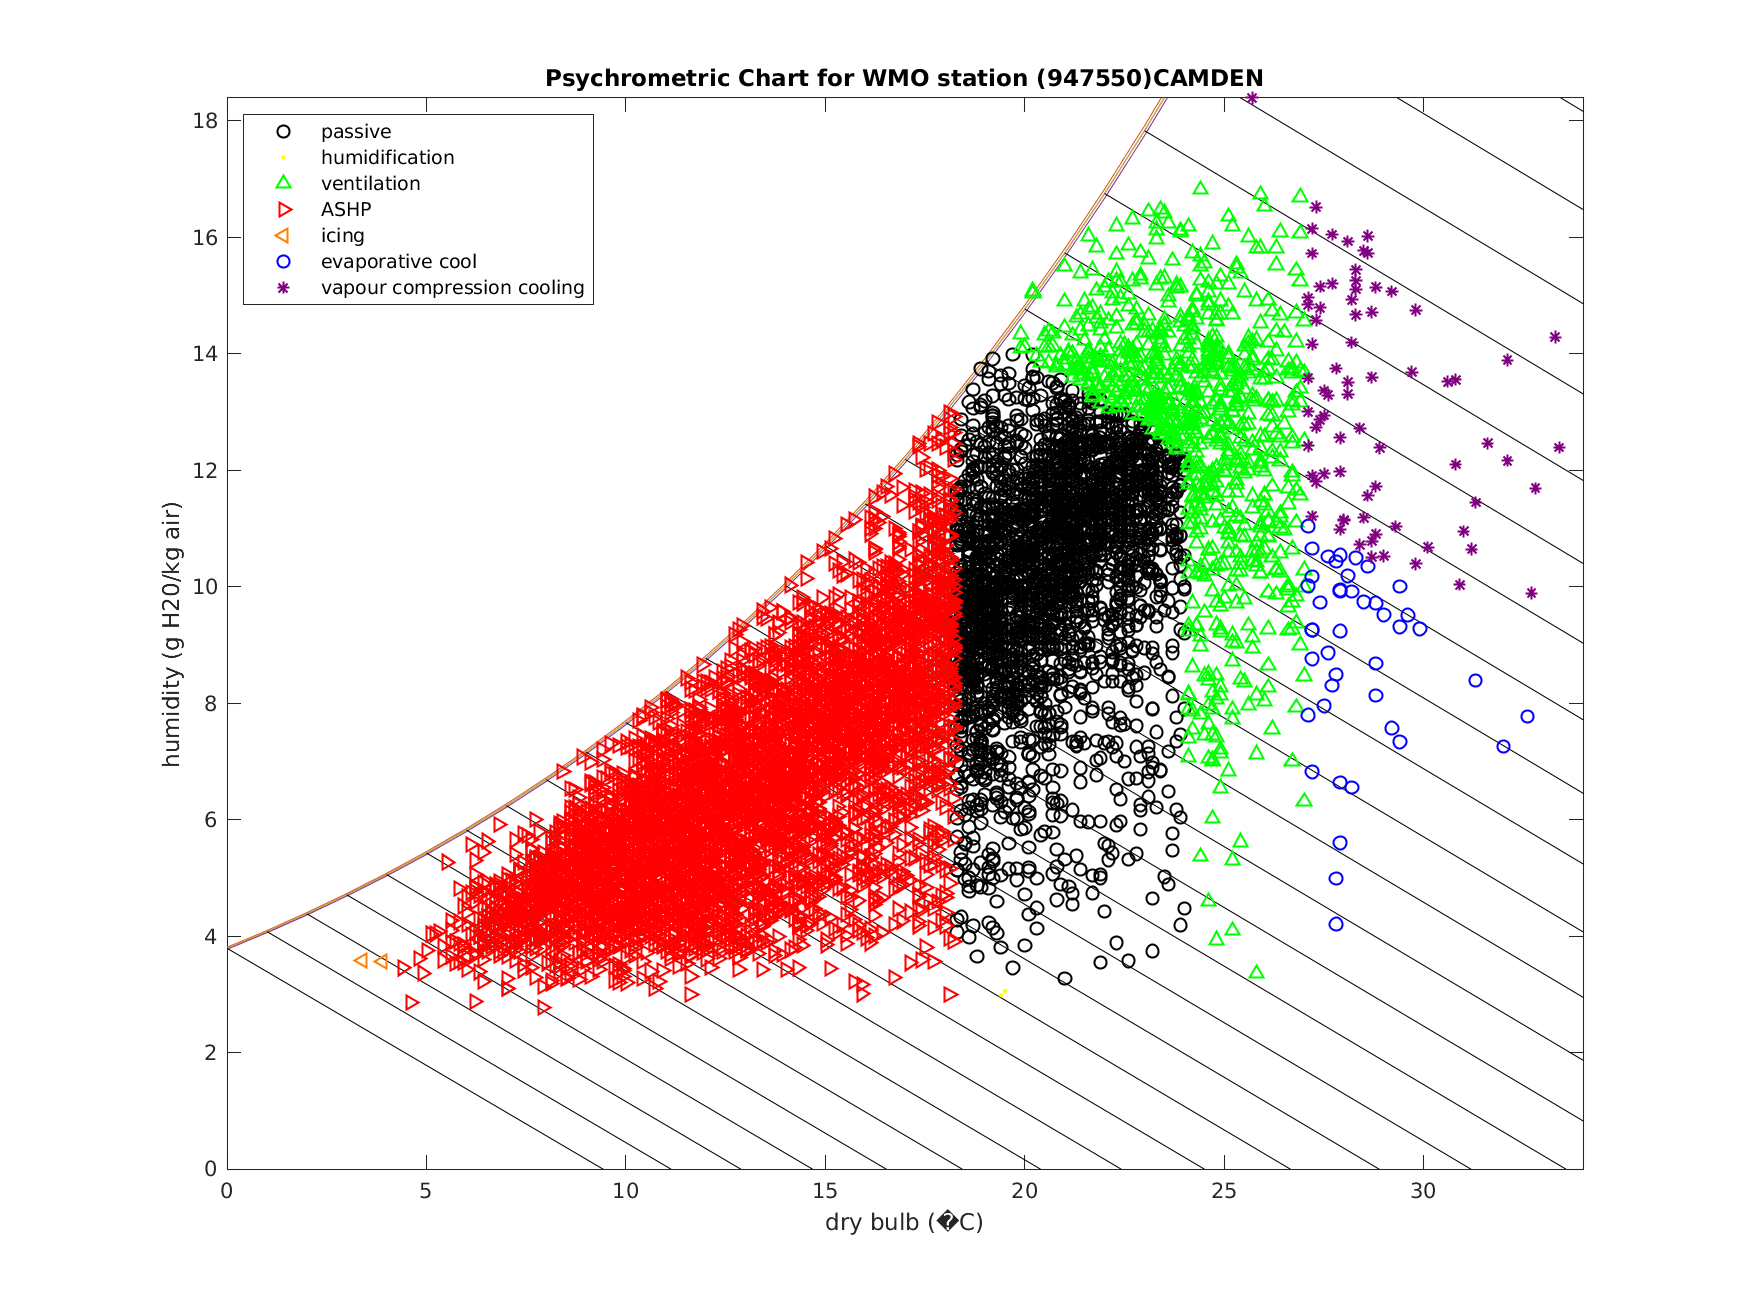 Psychrometric Chart for WMO station (947550)CAMDEN
passive
humidification
ventilation
ASHP
icing
evaporative cool
vapour compression cooling
humidity (g H20/kg air)
18
16
14
12
10
8
6
4
2
0
0 5 10 15 20 25 30
dry bulb (�C)